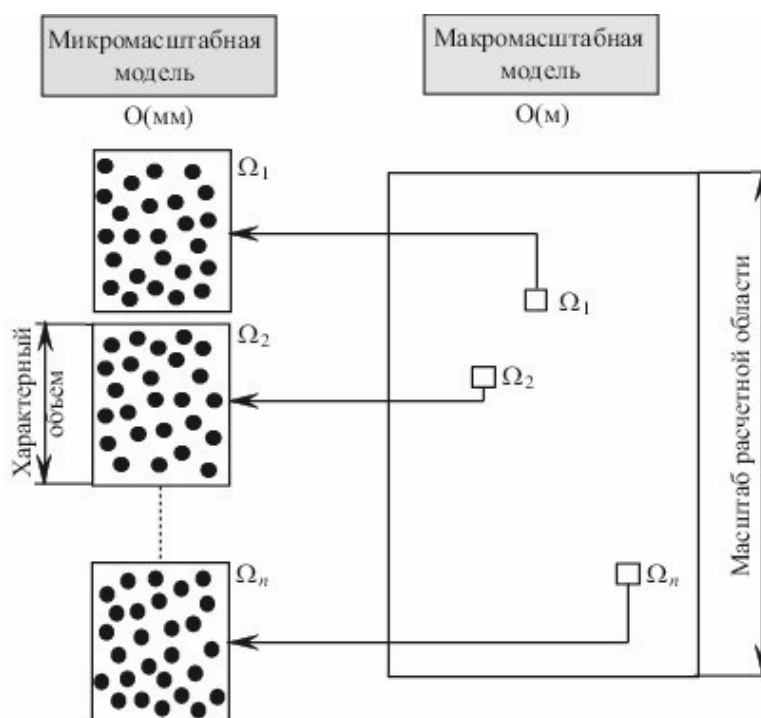 Микромасштабная
модель
O(мм)
Макромасштабная
модель
O(м)
Ω1
Ω2
Ωn
Характерный
объем
Ω1
Ω2
Ωn
Масштаб расчетной области